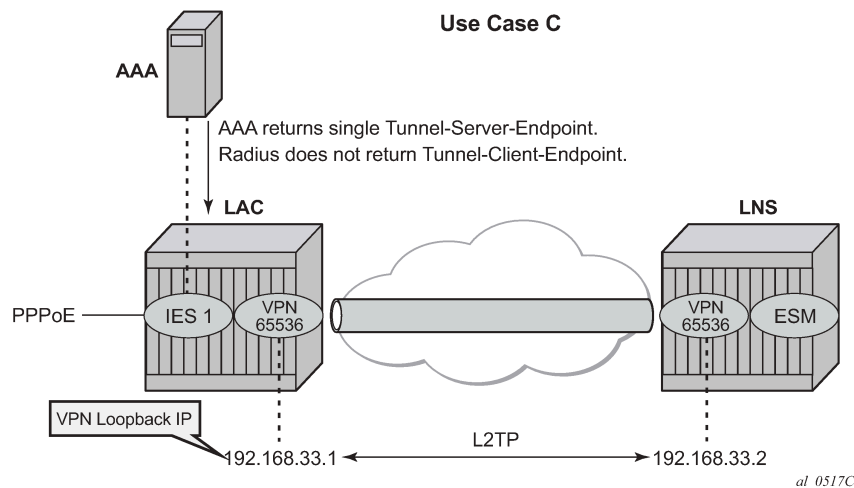 Use Case C
AAA
AAA returns single Tunnel-Server-Endpoint.
Radius does not return Tunnel-Client-Endpoint.
LAC
LNS
PPPoE
IES 1
VPN
65536
VPN
65536
ESM
VPN Loopback IP
L2TP
192.168.33.1
192.168.33.2
al_0517C